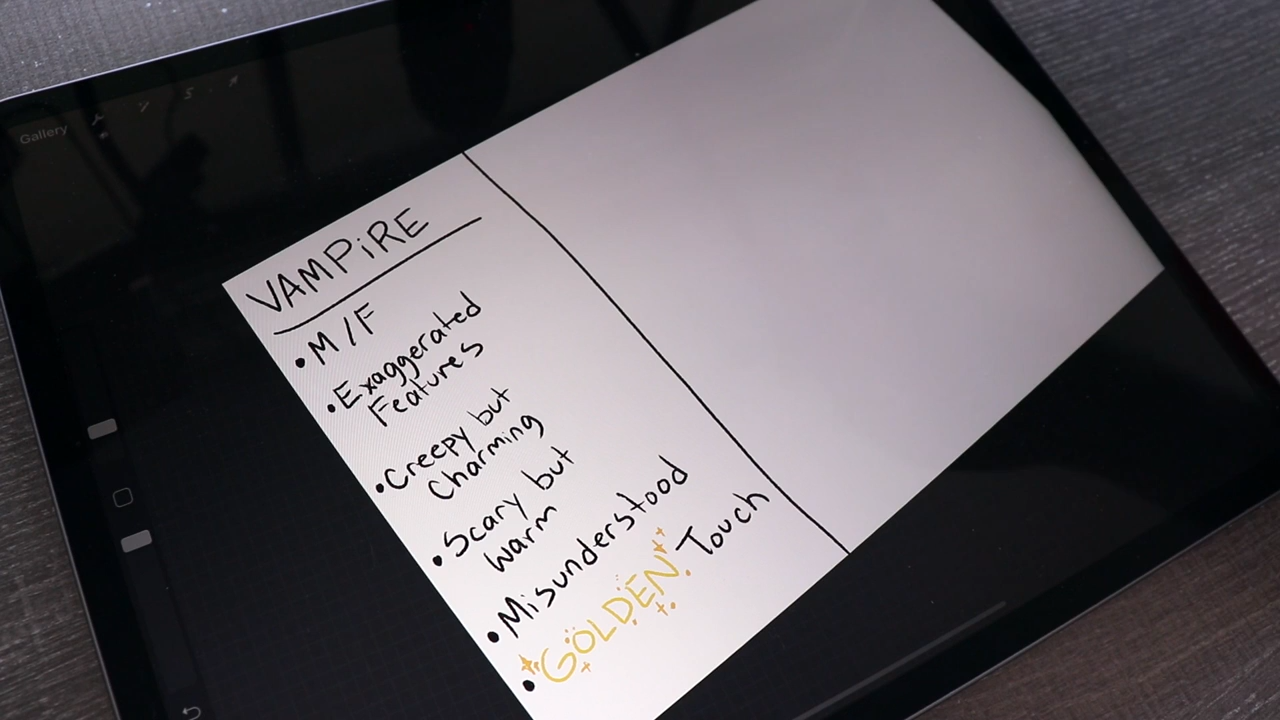 Gallery
VAMPiRE
• M/F
• Exaggerated
Features
• Creepy but
Charming
• Scary but
Warm
• Misunderstood
• GOLDEN Touch